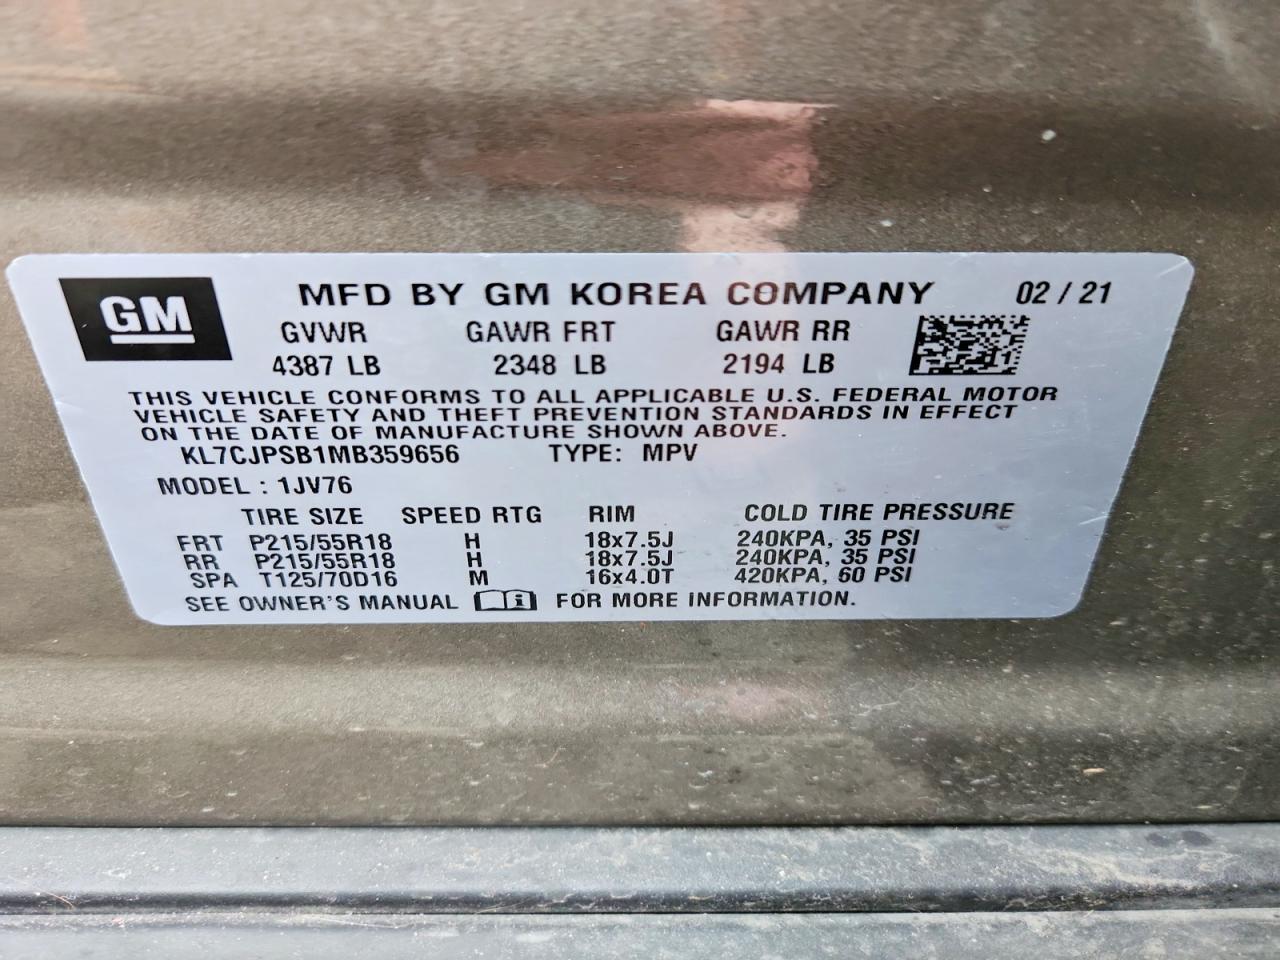 GM
MFD BY GM KOREA COMPANY 02 / 21
GVWR GAWR FRT GAWR RR
4387 LB 2348 LB 2194 LB
THIS VEHICLE CONFORMS TO ALL APPLICABLE U.S. FEDERAL MOTOR
VEHICLE SAFETY AND THEFT PREVENTION STANDARDS IN EFFECT
ON THE DATE OF MANUFACTURE SHOWN ABOVE.
KL7CJPSB1MB359656 TYPE: MPV
MODEL : 1JV76
TIRE SIZE SPEED RTG RIM COLD TIRE PRESSURE
FRT P215/55R18 H 18x7.5J 240KPA, 35 PSI
RR P215/55R18 H 18x7.5J 240KPA, 35 PSI
SPA T125/70D16 M 16x4.0T 420KPA, 60 PSI
SEE OWNER'S MANUAL i FOR MORE INFORMATION.